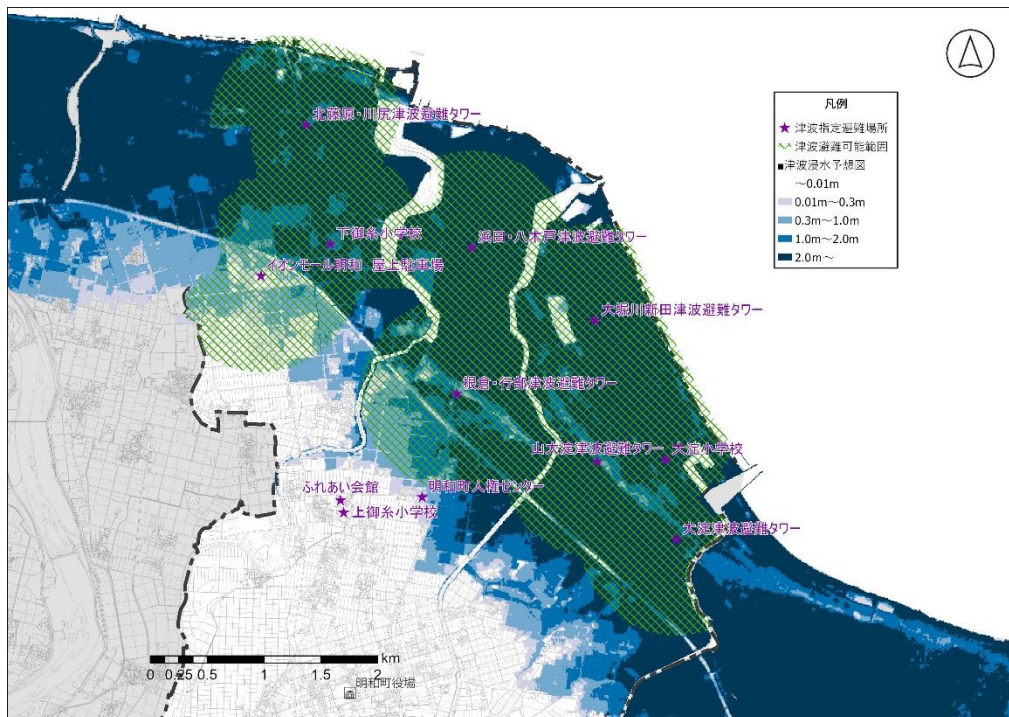 凡例
津波指定避難場所
津波避難可能範囲
津波浸水予想図
～0.01m
0.01m～0.3m
0.3m～1.0m
1.0m～2.0m
2.0m～
北藤原・川尻津波避難タワー
下御糸小学校
浜田・八木戸津波避難タワー
イオンモール明和 屋上駐車場
大堀川新田津波避難タワー
根倉・行部津波避難タワー
山大淀津波避難タワー
大淀小学校
ふれあい会館
明和町人権センター
上御糸小学校
大淀津波避難タワー
km
0 0.25 0.5 1 1.5 2
明和町役場